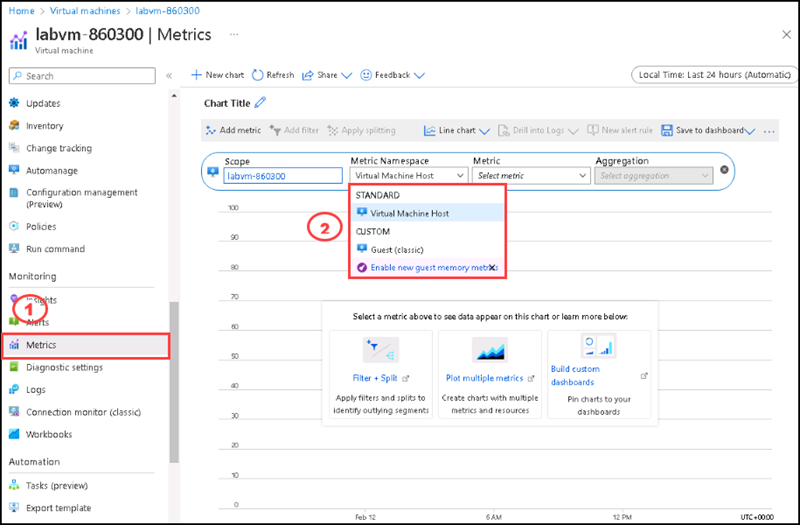 Home > Virtual machines > labvm-860300 >
labvm-860300 | Metrics ...
Virtual machine
Search
Updates
Inventory
Change tracking
Automanage
Configuration management
(Preview)
Policies
Run command
Monitoring
Insights
1
Alerts
Metrics
Diagnostic settings
Logs
Connection monitor (classic)
Workbooks
Automation
Tasks (preview)
Export template
New chart Refresh Share Feedback
Local Time: Last 24 hours (Automatic)
Chart Title
Add metric Add filter Apply splitting Line chart Drill into Logs New alert rule Save to dashboard ...
Scope
labvm-860300
Metric Namespace
Virtual Machine Host
Metric
Select metric
Aggregation
Select aggregation
2
STANDARD
Virtual Machine Host
CUSTOM
Guest (classic)
Enable new guest memory metrics
100
90
80
70
60
50
40
30
20
10
0
Select a metric above to see data appear on this chart or learn more below:
Filter + Split
Apply filters and splits to
identify outlying segments
Plot multiple metrics
Create charts with multiple
metrics and resources
Build custom
dashboards
Pin charts to your
dashboards
Feb 12 6 AM 12 PM UTC+00:00